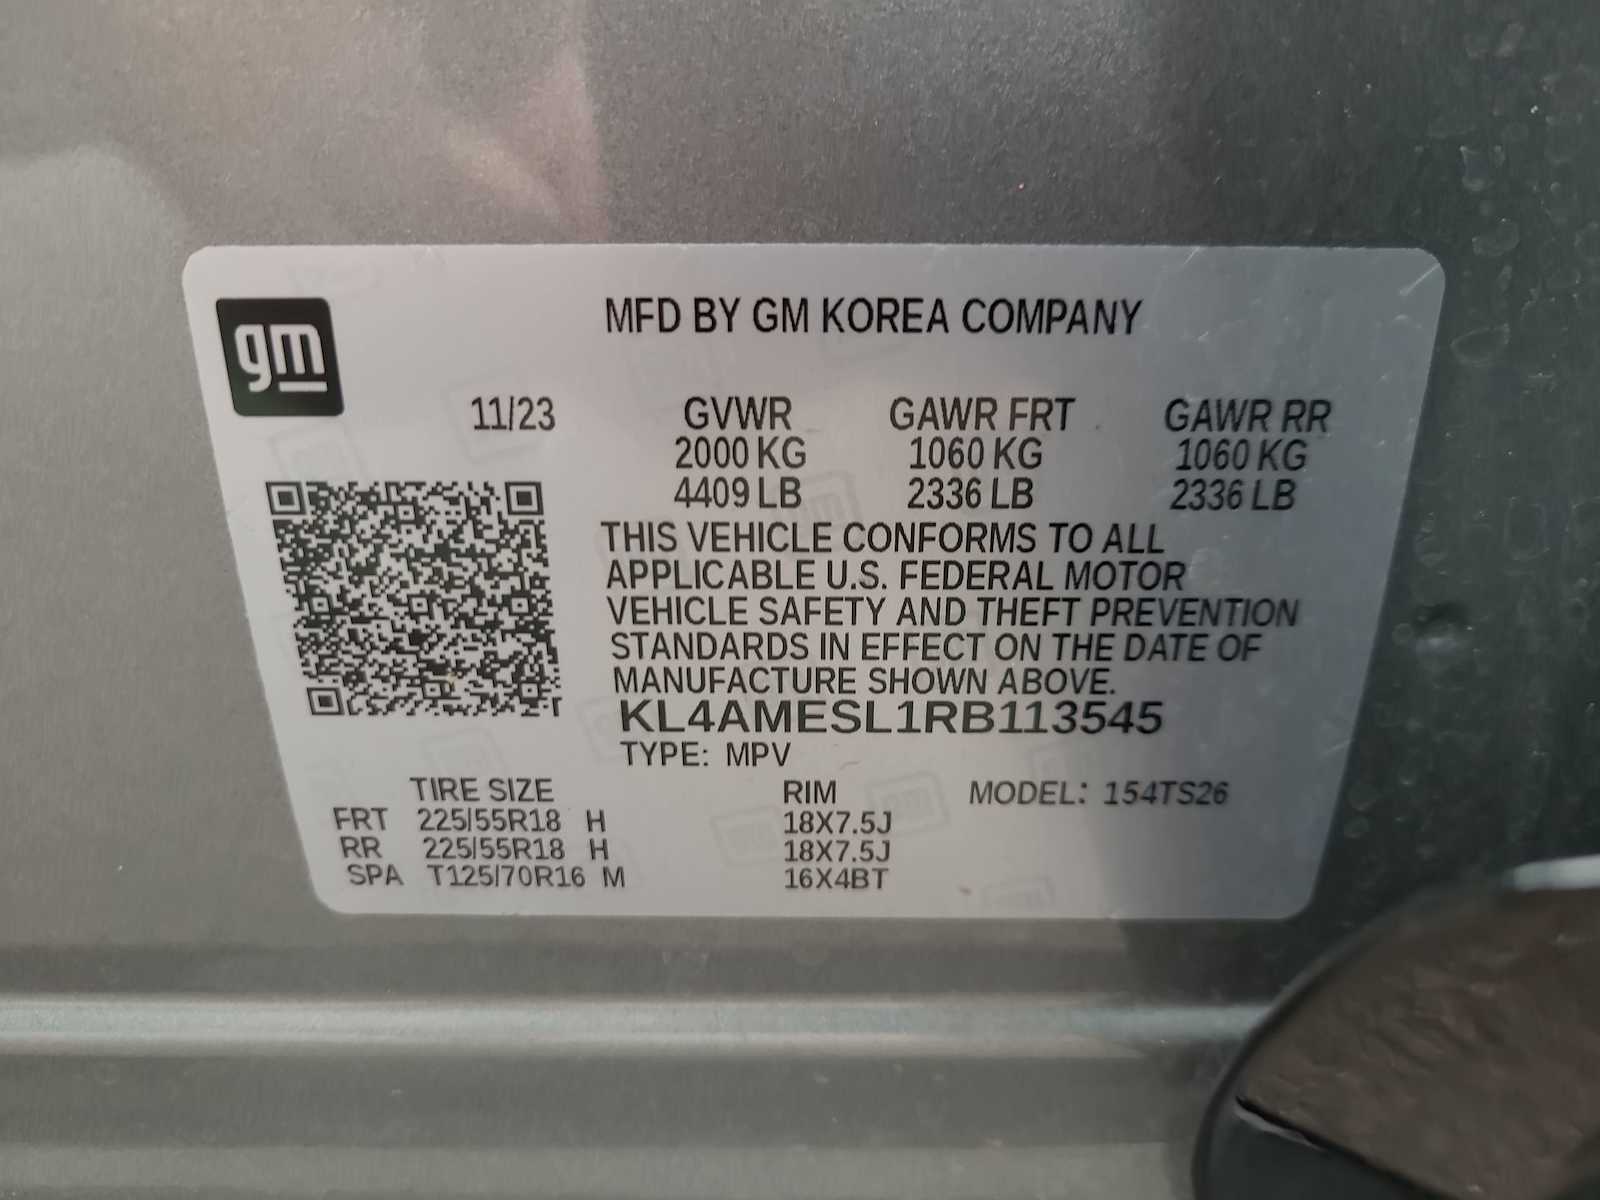 gm
MFD BY GM KOREA COMPANY
11/23 GVWR GAWR FRT GAWR RR
2000 KG 1060 KG 1060 KG
4409 LB 2336 LB 2336 LB
THIS VEHICLE CONFORMS TO ALL
APPLICABLE U.S. FEDERAL MOTOR
VEHICLE SAFETY AND THEFT PREVENTION
STANDARDS IN EFFECT ON THE DATE OF
MANUFACTURE SHOWN ABOVE.
KL4AMESL1RB113545
TYPE: MPV
TIRE SIZE RIM MODEL: 154TS26
FRT 225/55R18 H 18X7.5J
RR 225/55R18 H 18X7.5J
SPA T125/70R16 M 16X4BT